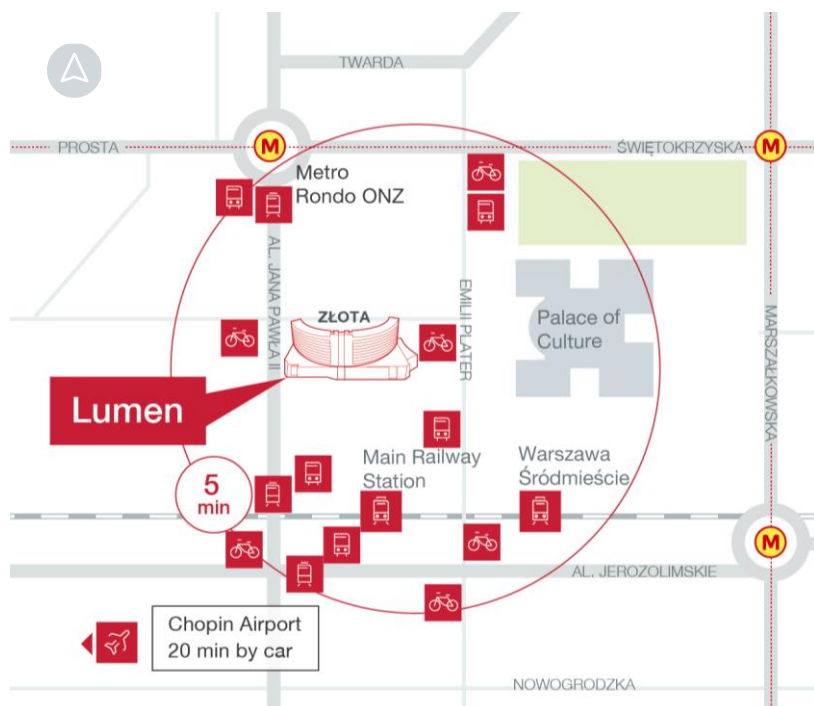 TWARDA
PROSTA
M
ŚWIĘTOKRZYSKA
M
Metro
Rondo ONZ
AL. JANA PAWŁA II
ZŁOTA
EMILII PLATER
Palace of
Culture
MARSZAŁKOWSKA
Lumen
Main Railway
Station
Warszawa
Śródmieście
5
min
M
AL. JEROZOLIMSKIE
Chopin Airport
20 min by car
NOWOGRODZKA